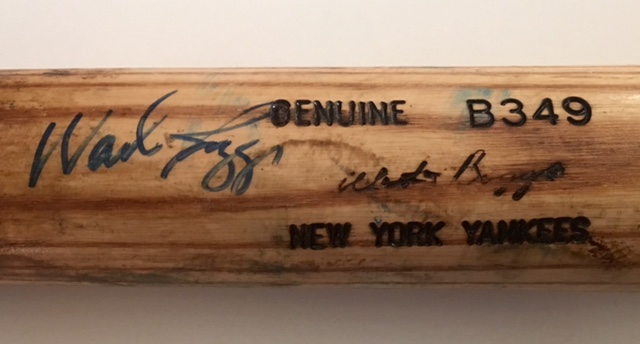 Wade Boggs
GENUINE B349
Wade Boggs
NEW YORK YANKEES